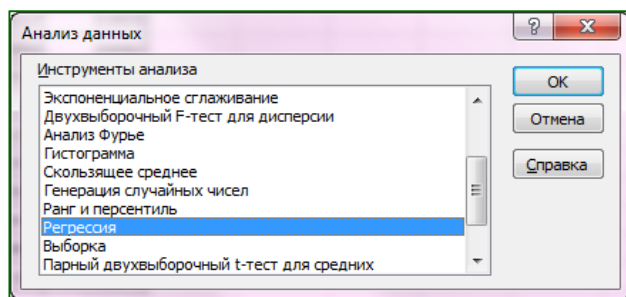 Анализ данных
?
Инструменты анализа
Экспоненциальное сглаживание
Двухвыборочный F-тест для дисперсии
Анализ Фурье
Гистограмма
Скользящее среднее
Генерация случайных чисел
Ранг и персентиль
Регрессия
Выборка
Парный двухвыборочный t-тест для средних
ОК
Отмена
Справка